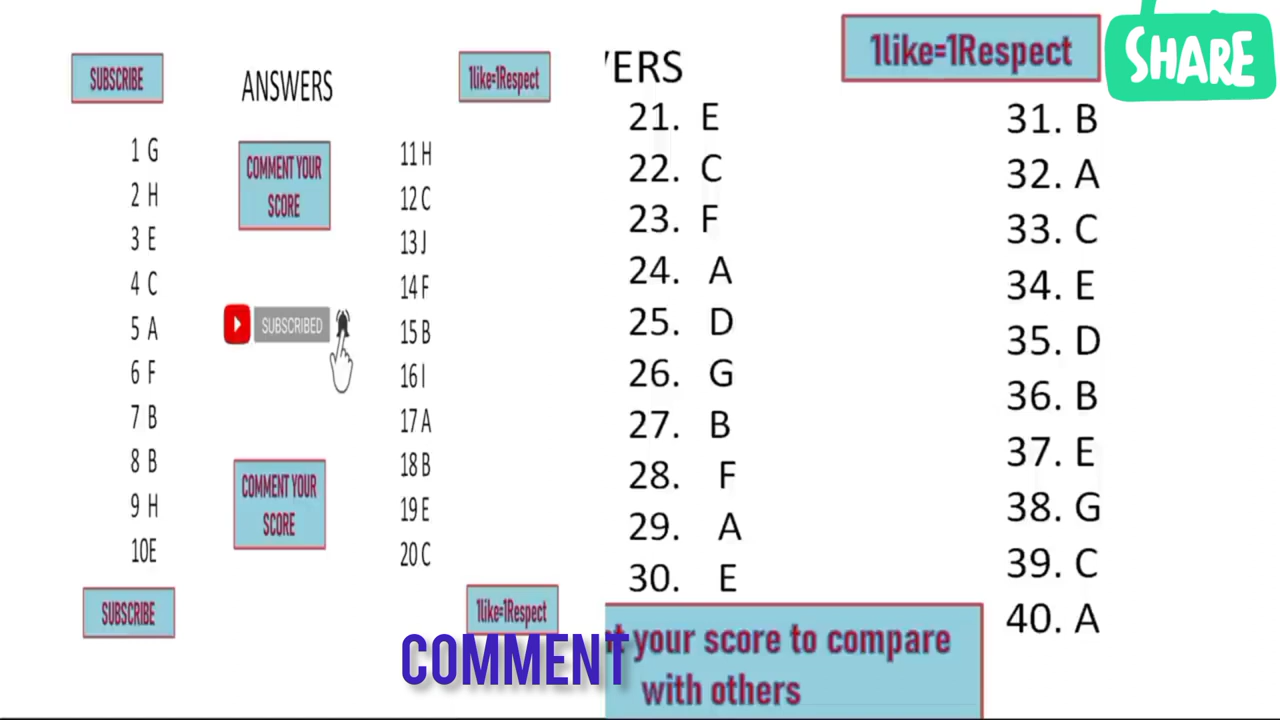 SUBSCRIBE
ANSWERS
1like=1Respect
1 G
2 H
3 E
4 C
5 A
6 F
7 B
8 B
9 H
10E
COMMENT YOUR
SCORE
SUBSCRIBED
COMMENT YOUR
SCORE
11 H
12 C
13 J
14 F
15 B
16 I
17 A
18 B
19 E
20 C
SUBSCRIBE
1like=1Respect
COMMENT
VERS
1like=1Respect
SHARE
21. E
22. C
23. F
24. A
25. D
26. G
27. B
28. F
29. A
30. E
31. B
32. A
33. C
34. E
35. D
36. B
37. E
38. G
39. C
40. A
t your score to compare
with others